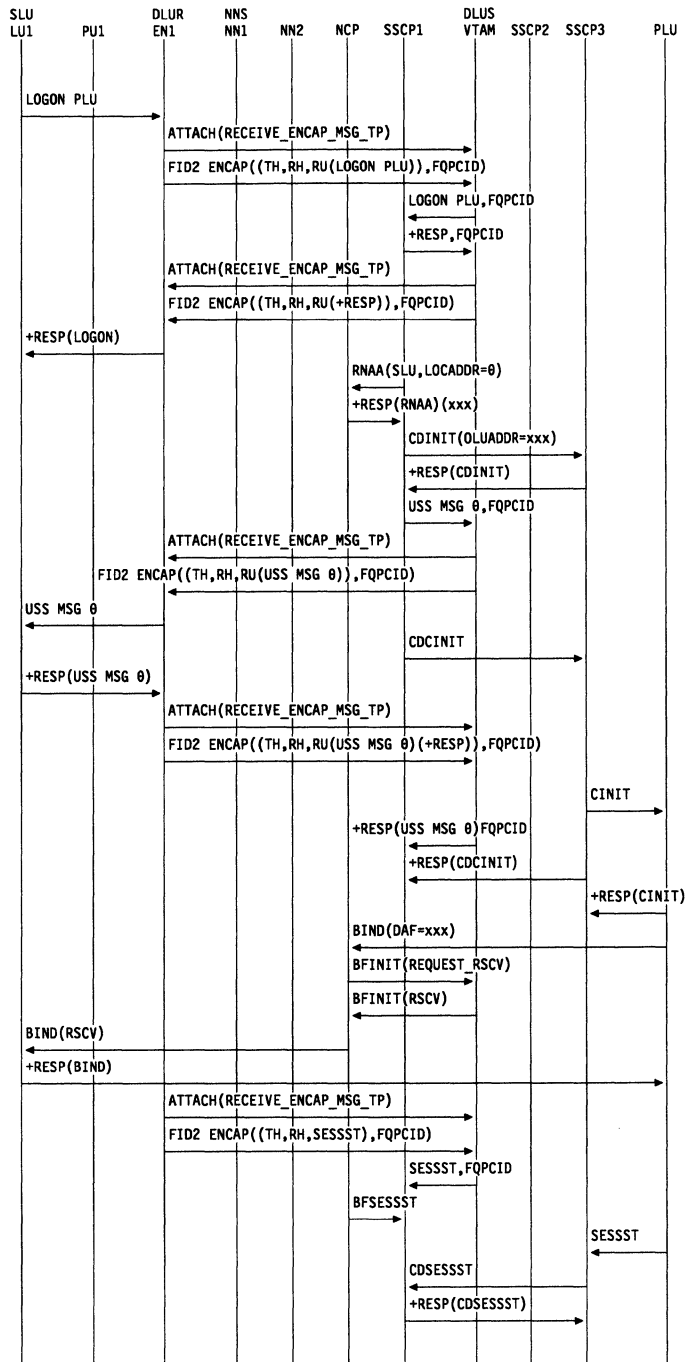 SLU DLUR NNS DLUS
LU1 PU1 EN1 NN1 NN2 NCP SSCP1 VTAM SSCP2 SSCP3 PLU
LOGON PLU
ATTACH(RECEIVE_ENCAP_MSG_TP)
FID2 ENCAP((TH,RH,RU(LOGON PLU)),FQPCID)
LOGON PLU,FQPCID
+RESP,FQPCID
ATTACH(RECEIVE_ENCAP_MSG_TP)
FID2 ENCAP((TH,RH,RU(+RESP)),FQPCID)
+RESP(LOGON)
RNAA(SLU,LOCADDR=0)
+RESP(RNAA)(xxx)
CDINIT(OLUADDR=xxx)
+RESP(CDINIT)
USS MSG 0,FQPCID
ATTACH(RECEIVE_ENCAP_MSG_TP)
FID2 ENCAP((TH,RH,RU(USS MSG 0)),FQPCID)
USS MSG 0
CDCINIT
+RESP(USS MSG 0)
ATTACH(RECEIVE_ENCAP_MSG_TP)
FID2 ENCAP((TH,RH,RU(USS MSG 0)(+RESP)),FQPCID)
CINIT
+RESP(USS MSG 0)FQPCID
+RESP(CDCINIT)
+RESP(CINIT)
BIND(DAF=xxx)
BFINIT(REQUEST_RSCV)
BFINIT(RSCV)
BIND(RSCV)
+RESP(BIND)
ATTACH(RECEIVE_ENCAP_MSG_TP)
FID2 ENCAP((TH,RH,SESSST),FQPCID)
SESSST,FQPCID
BFSESSST
SESSST
CDSESSST
+RESP(CDSESSST)